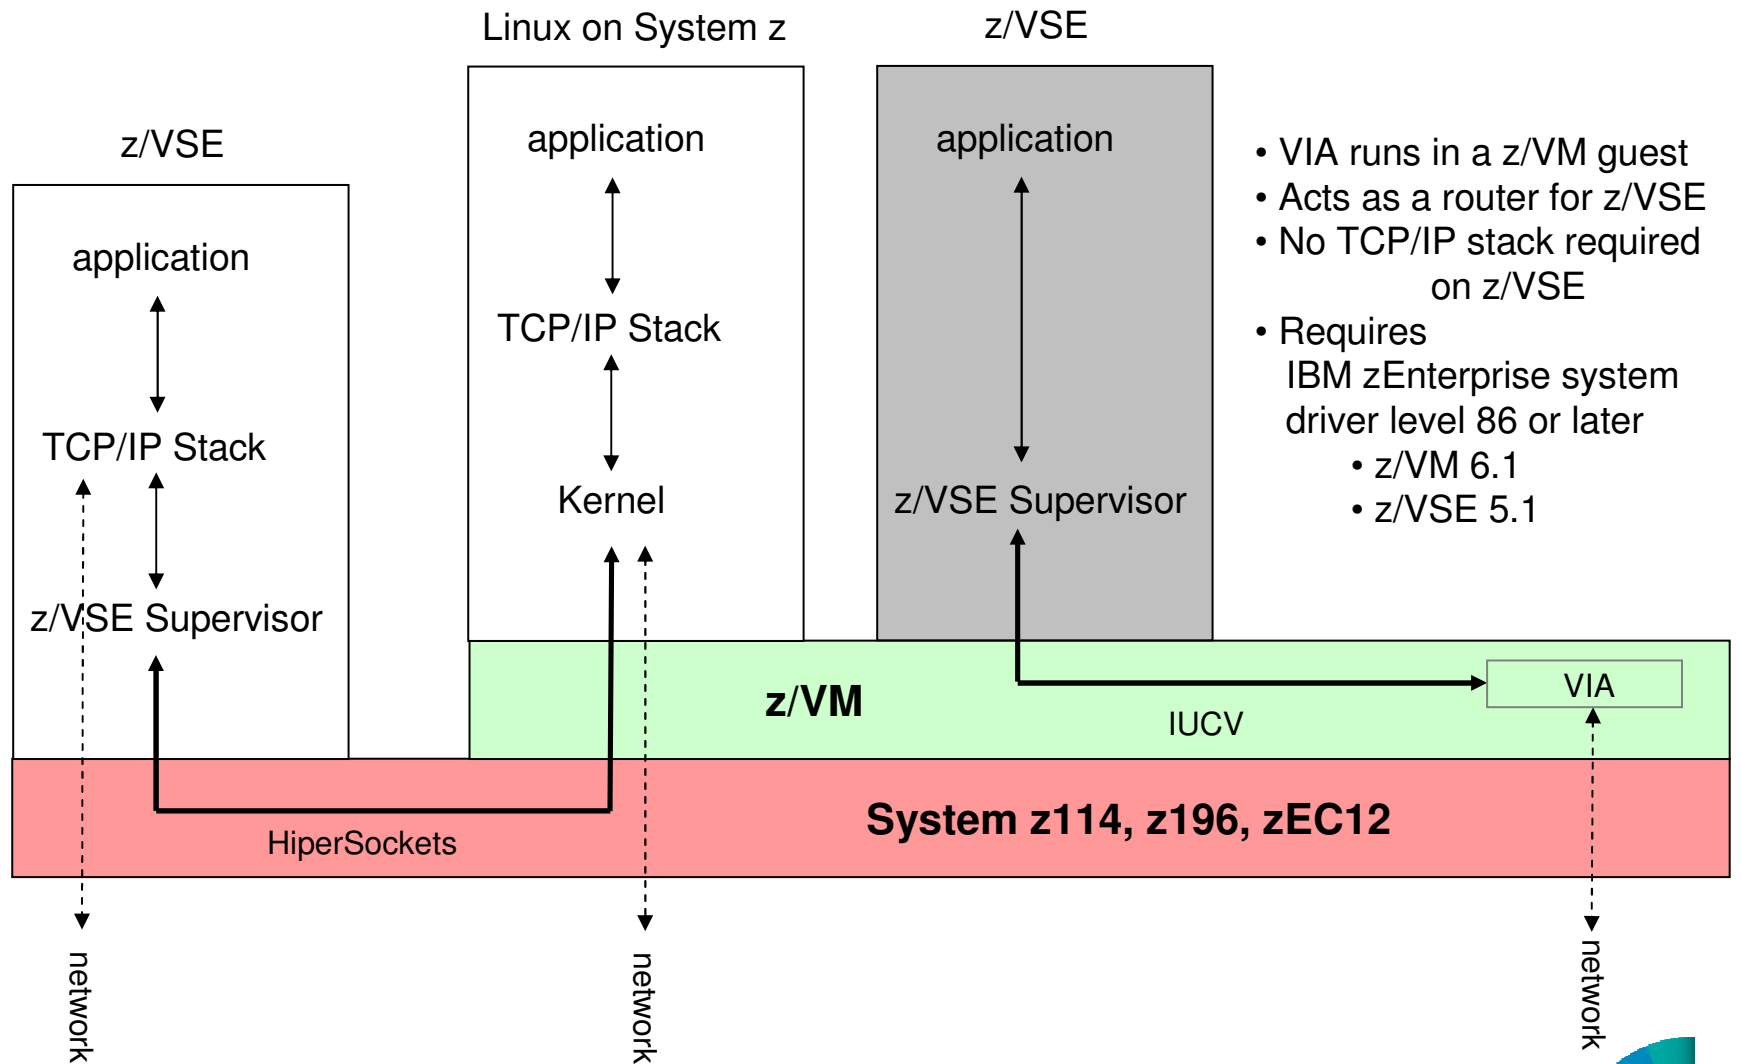 Linux on System z
z/VSE
z/VSE
application
TCP/IP Stack
z/VSE Supervisor
application
TCP/IP Stack
Kernel
application
z/VSE Supervisor
• VIA runs in a z/VM guest
• Acts as a router for z/VSE
• No TCP/IP stack required
on z/VSE
• Requires
IBM zEnterprise system
driver level 86 or later
• z/VM 6.1
• z/VSE 5.1
z/VM
IUCV
VIA
System z114, z196, zEC12
HiperSockets
network
network
network